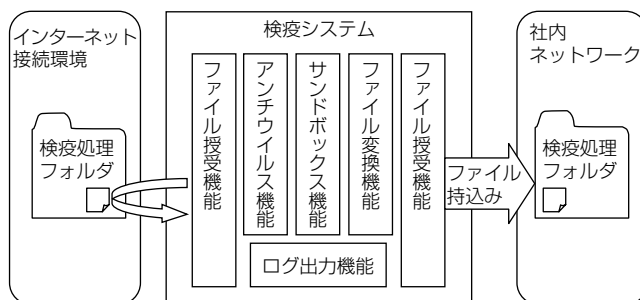 インターネット
接続環境
検疫処理
フォルダ
検疫システム
ファイル授受機能
アンチウイルス機能
サンドボックス機能
ファイル変換機能
ファイル授受機能
ログ出力機能
ファイル
持込み
社内
ネットワーク
検疫処理
フォルダ